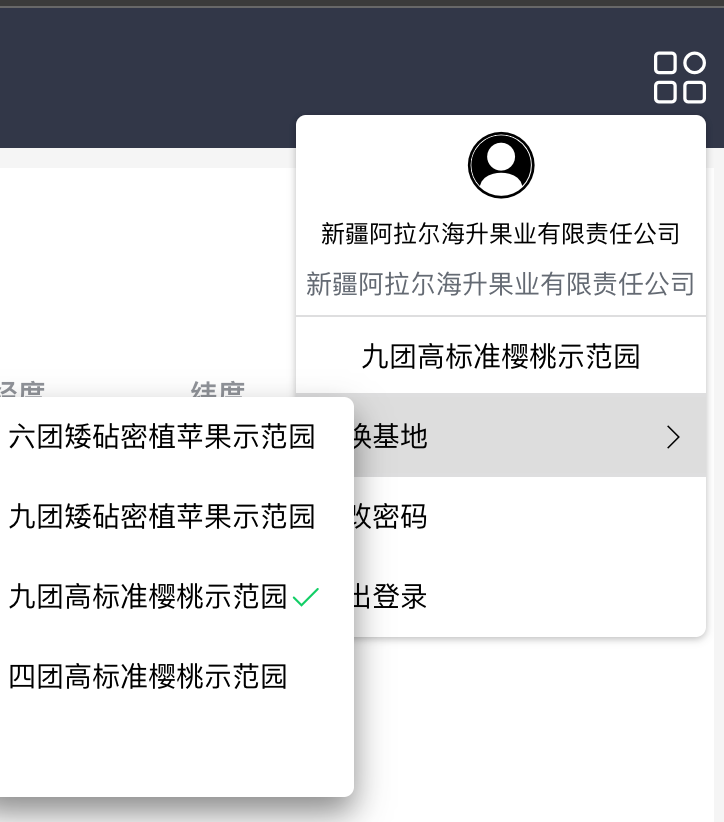 新疆阿拉尔海升果业有限责任公司
新疆阿拉尔海升果业有限责任公司
九团高标准樱桃示范园
经度 纬度
换基地
改密码
出登录
六团矮砧密植苹果示范园
九团矮砧密植苹果示范园
九团高标准樱桃示范园
四团高标准樱桃示范园